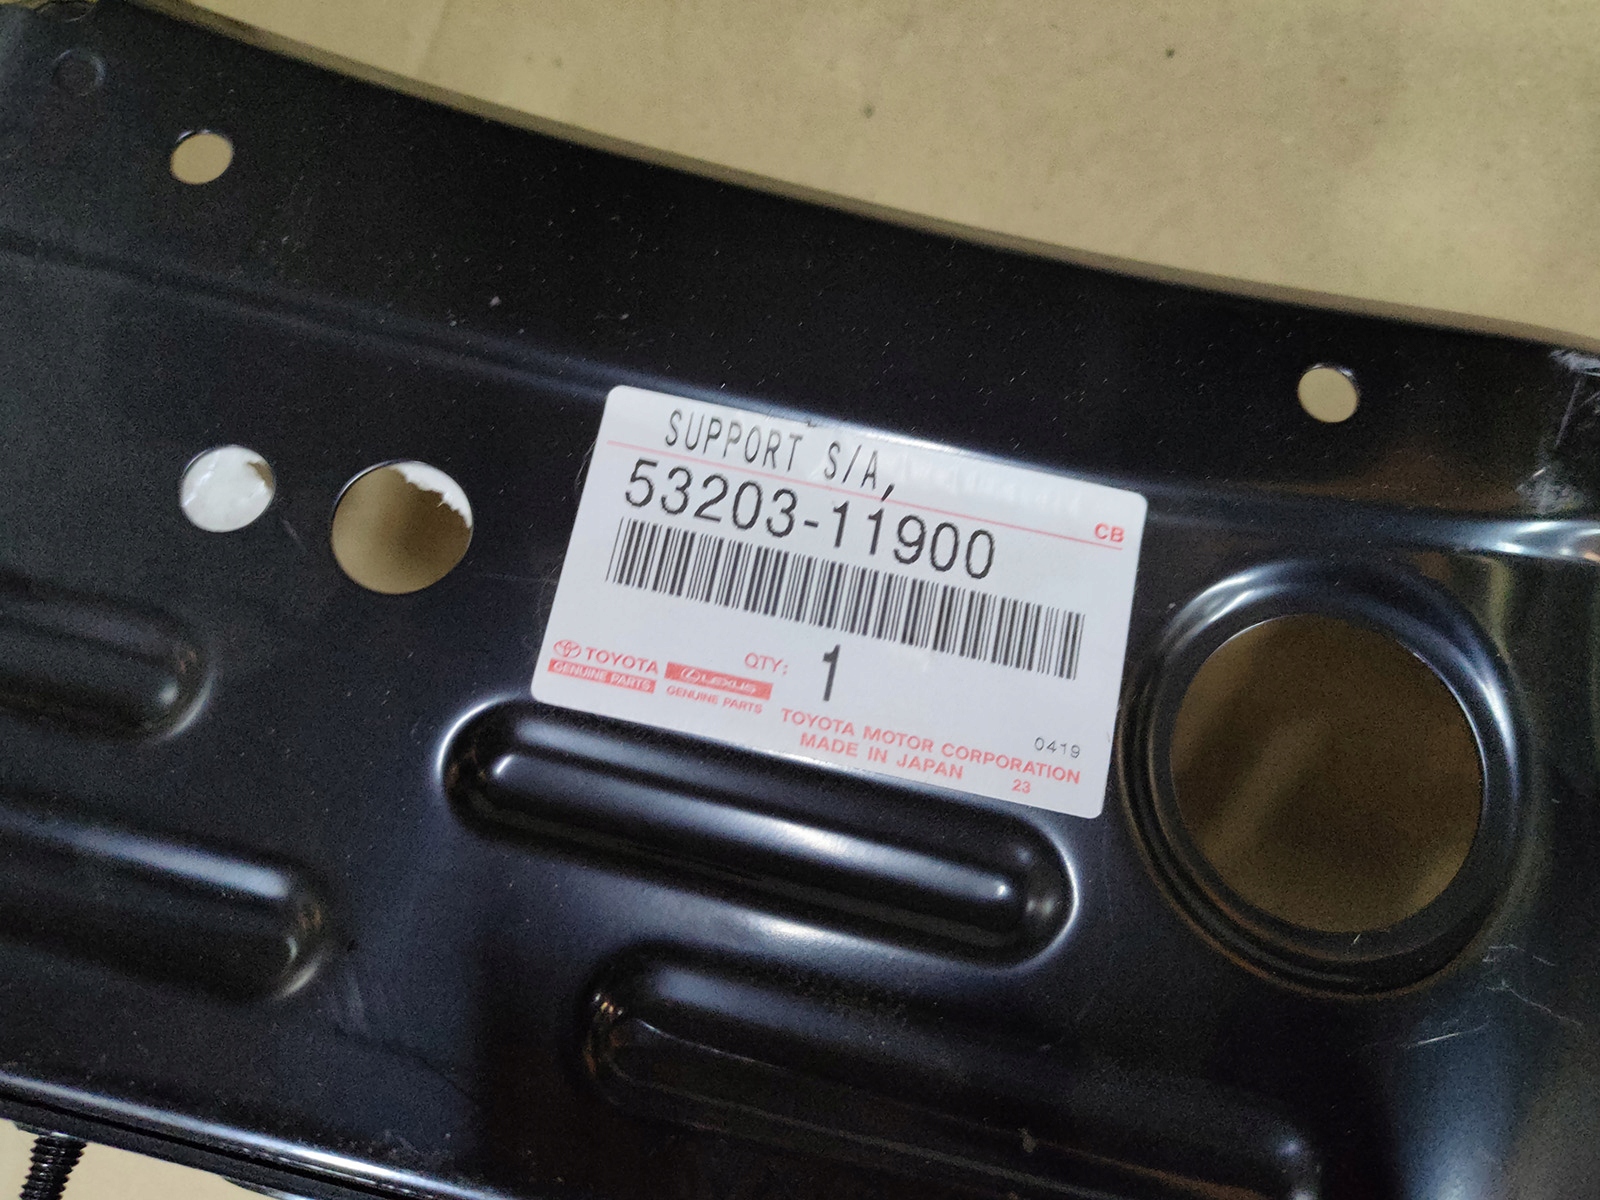 SUPPORT S/A,
CB
53203-11900
TOYOTA
GENUINE PARTS
LEXUS
GENUINE PARTS
QTY: 1
TOYOTA MOTOR CORPORATION
MADE IN JAPAN
0419
23